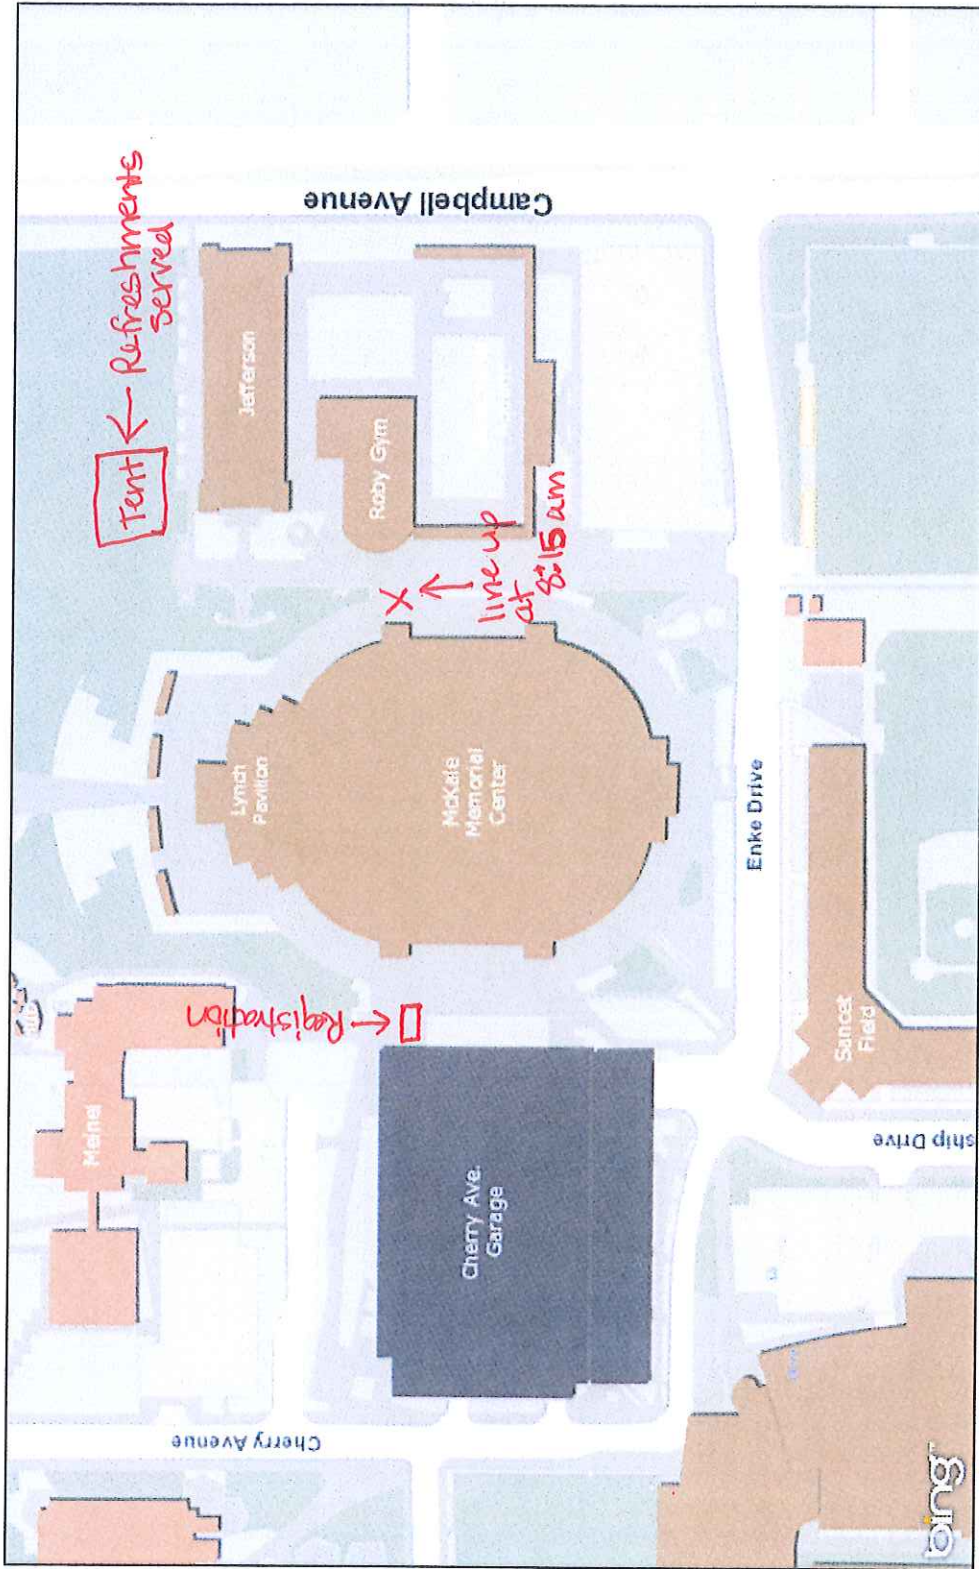 Tent
← Refreshments
served
Campbell Avenue
Jefferson
Roby Gym
X
← line up
at
8:15 am
Lynch
Pavilion
McKale
Memorial
Center
Enke Drive
← Registration
Meinel
Cherry Ave.
Garage
Sancet
Field
ship Drive
Cherry Avenue
bing